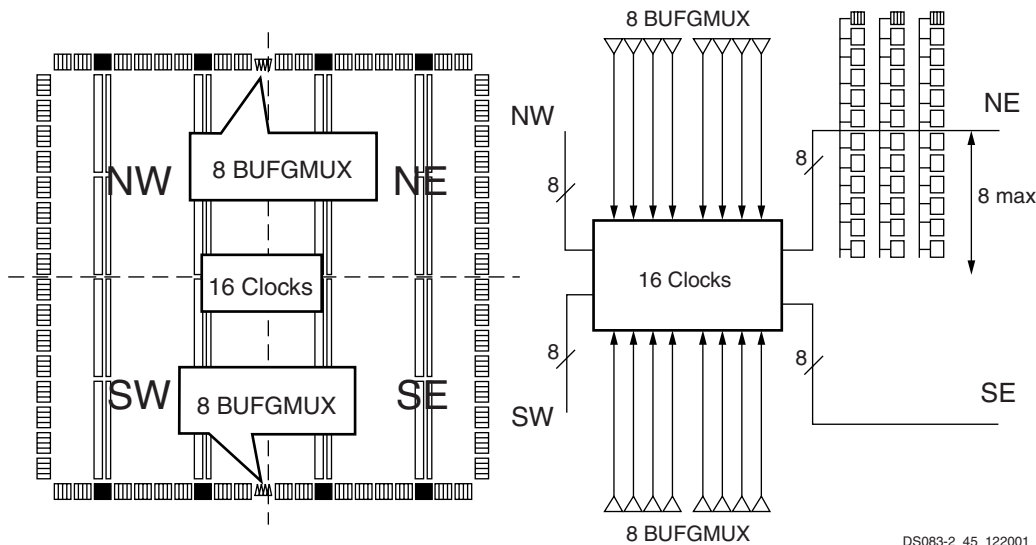 8 BUFGMUX
NW
NE
8 BUFGMUX
16 Clocks
SW
SE
8 BUFGMUX
8 BUFGMUX
NW
NE
8
8
8 max
16 Clocks
8
8
SW
SE
8 BUFGMUX
DS083-2_45_122001